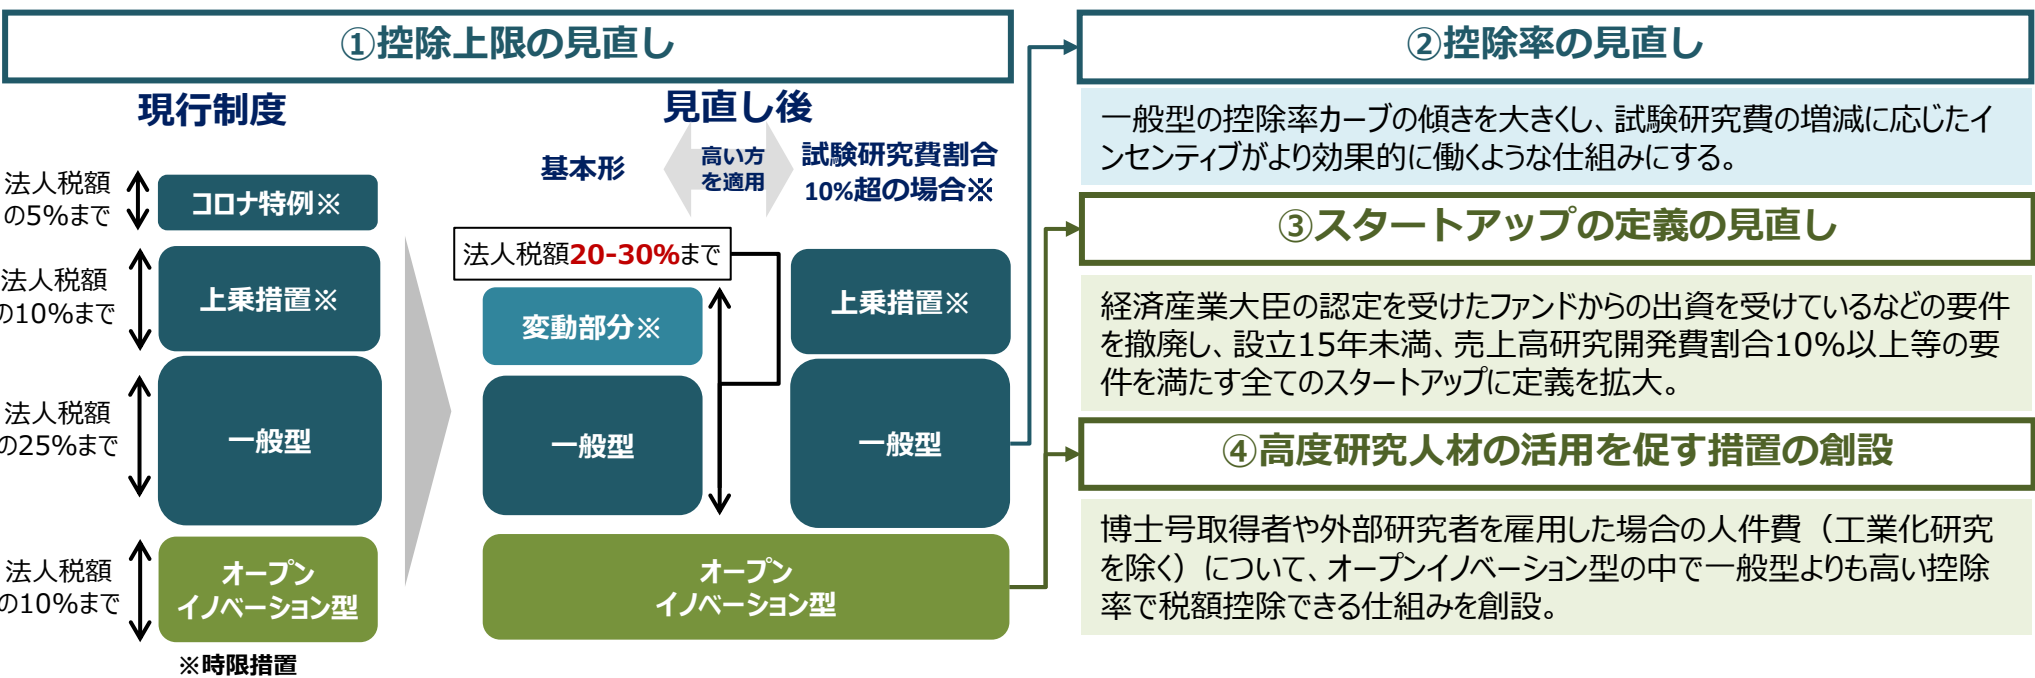 ①控除上限の見直し
現行制度
見直し後
基本形
高い方
を適用
試験研究費割合
10%超の場合※
法人税額
の5%まで
コロナ特例※
法人税額
の10%まで
上乗措置※
法人税額
の25%まで
一般型
法人税額
の10%まで
オープン
イノベーション型
※時限措置
法人税額20-30%まで
変動部分※
一般型
上乗措置※
一般型
オープン
イノベーション型
②控除率の見直し
一般型の控除率カーブの傾きを大きくし、試験研究費の増減に応じたイ
ンセンティブがより効果的に働くような仕組みにする。
③スタートアップの定義の見直し
経済産業大臣の認定を受けたファンドからの出資を受けているなどの要件
を撤廃し、設立15年未満、売上高研究開発費割合10%以上等の要
件を満たす全てのスタートアップに定義を拡大。
④高度研究人材の活用を促す措置の創設
博士号取得者や外部研究者を雇用した場合の人件費（工業化研究
を除く）について、オープンイノベーション型の中で一般型よりも高い控除
率で税額控除できる仕組みを創設。